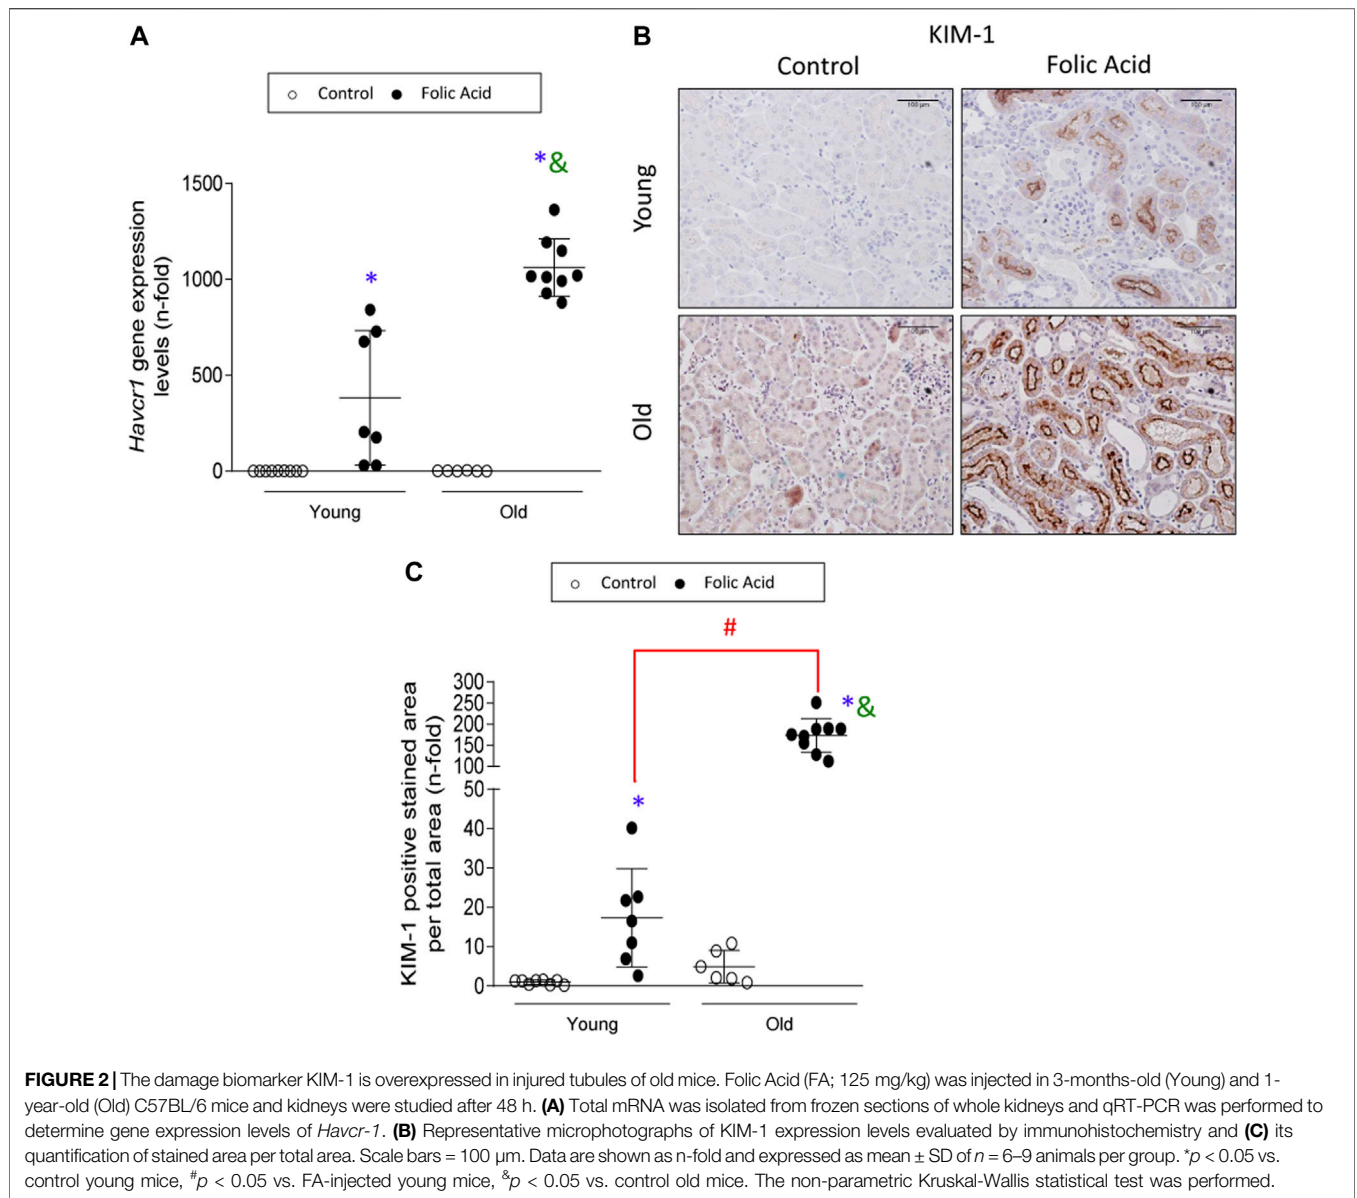 A
Control Folic Acid
*&
*
1500
1000
500
0
Havcr1 gene expression
levels (n-fold)
Young Old
B
KIM-1
Control Folic Acid
Young
Old
100 µm
100 µm
100 µm
100 µm
C
Control Folic Acid
#
*&
*
300
250
200
150
100
50
40
30
20
10
0
KIM-1 positive stained area
per total area (n-fold)
Young Old
FIGURE 2 | The damage biomarker KIM-1 is overexpressed in injured tubules of old mice. Folic Acid (FA; 125 mg/kg) was injected in 3-months-old (Young) and 1-
year-old (Old) C57BL/6 mice and kidneys were studied after 48 h. (A) Total mRNA was isolated from frozen sections of whole kidneys and qRT-PCR was performed to
determine gene expression levels of Havcr-1. (B) Representative microphotographs of KIM-1 expression levels evaluated by immunohistochemistry and (C) its
quantification of stained area per total area. Scale bars = 100 µm. Data are shown as n-fold and expressed as mean ± SD of n = 6–9 animals per group. *p < 0.05 vs.
control young mice, #p < 0.05 vs. FA-injected young mice, &p < 0.05 vs. control old mice. The non-parametric Kruskal-Wallis statistical test was performed.